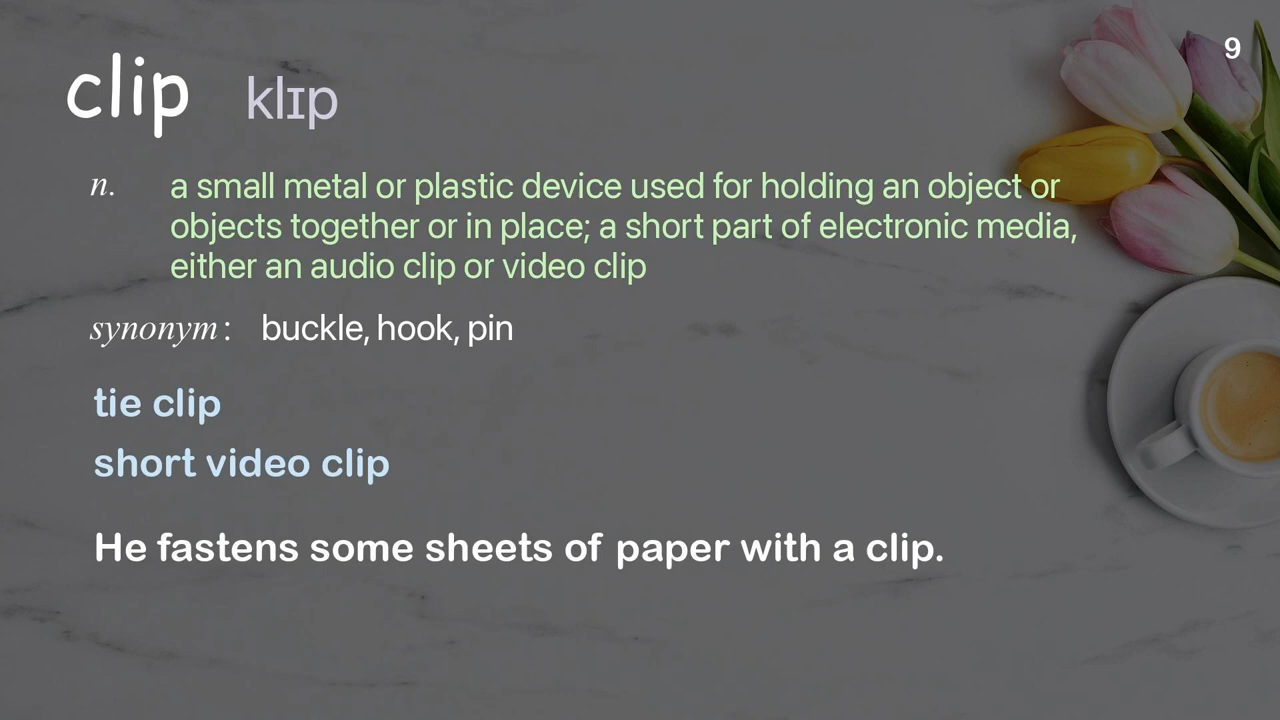 9
clip klɪp
n. a small metal or plastic device used for holding an object or
objects together or in place; a short part of electronic media,
either an audio clip or video clip
synonym: buckle, hook, pin
tie clip
short video clip
He fastens some sheets of paper with a clip.